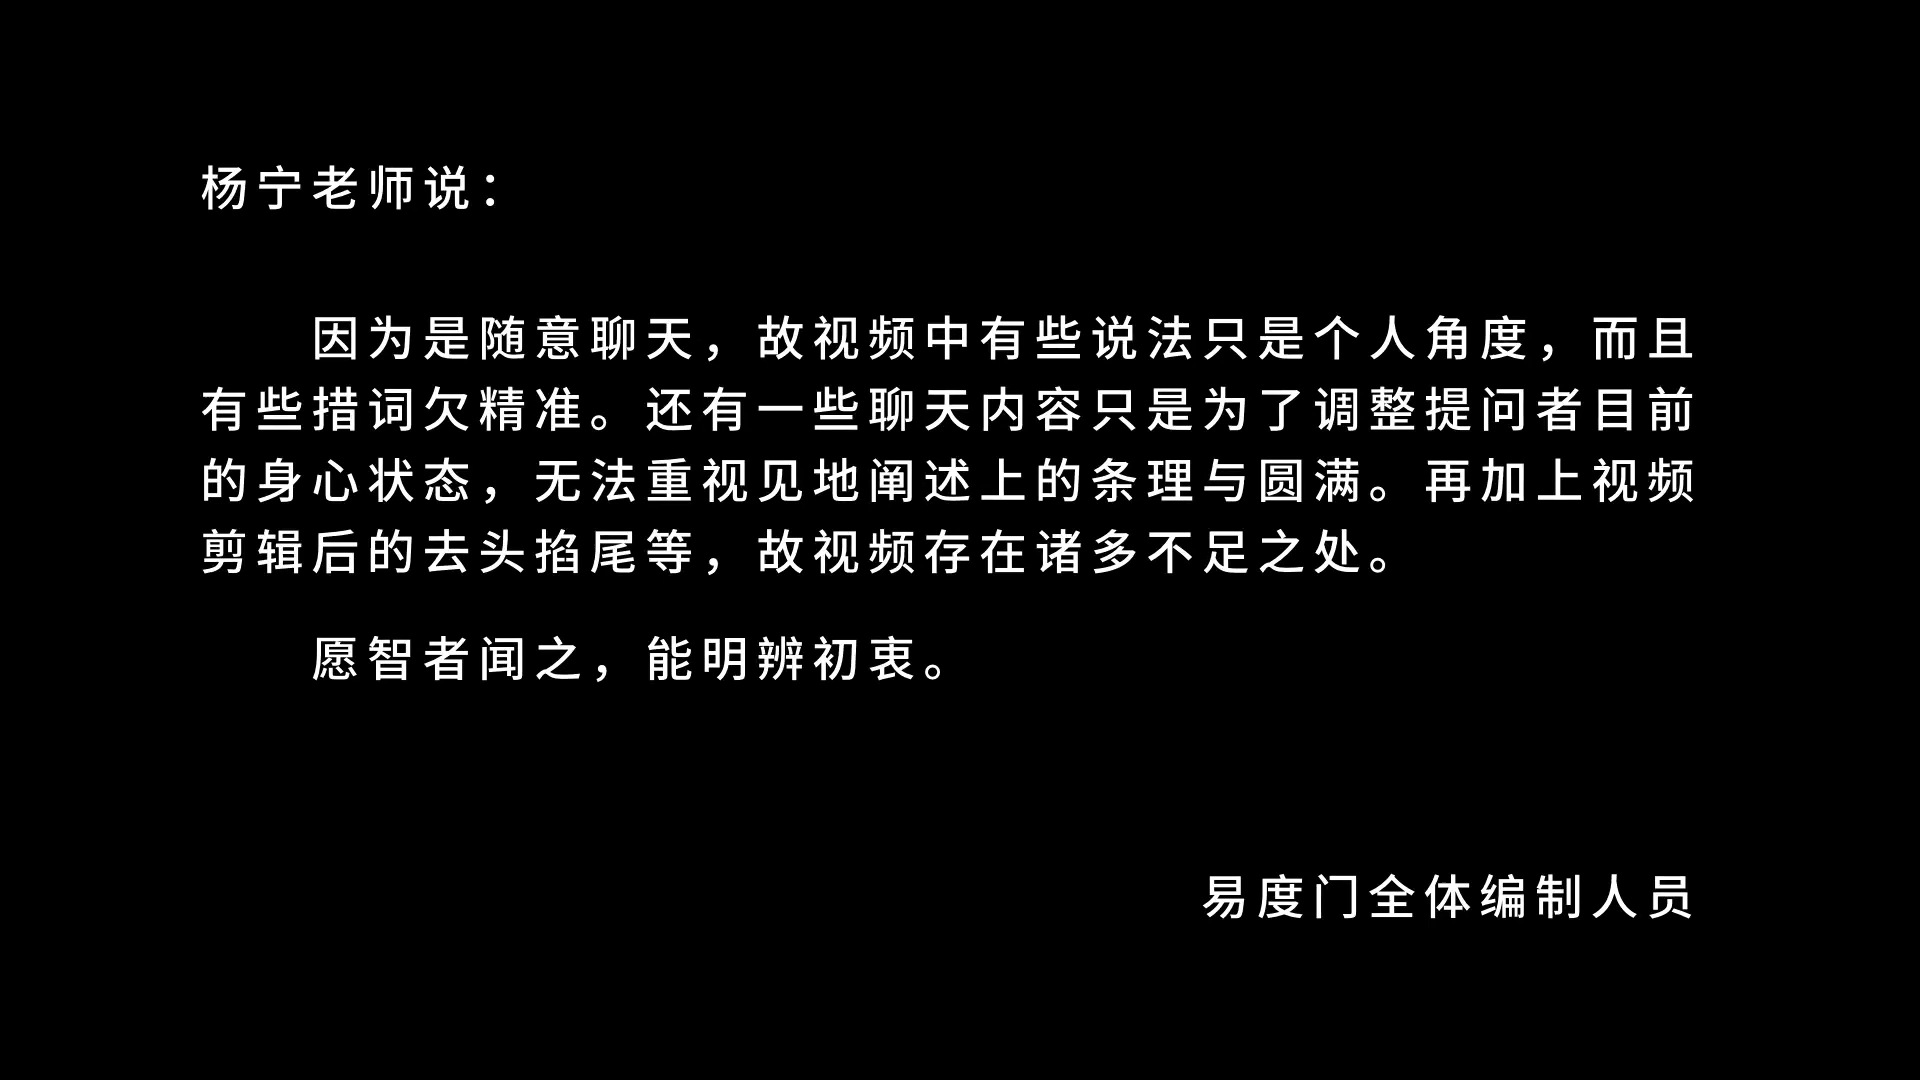 杨宁老师说：
因为是随意聊天，故视频中有些说法只是个人角度，而且
有些措词欠精准。还有一些聊天内容只是为了调整提问者目前
的身心状态，无法重视见地阐述上的条理与圆满。再加上视频
剪辑后的去头掐尾等，故视频存在诸多不足之处。
愿智者闻之，能明辨初衷。
易度门全体编制人员